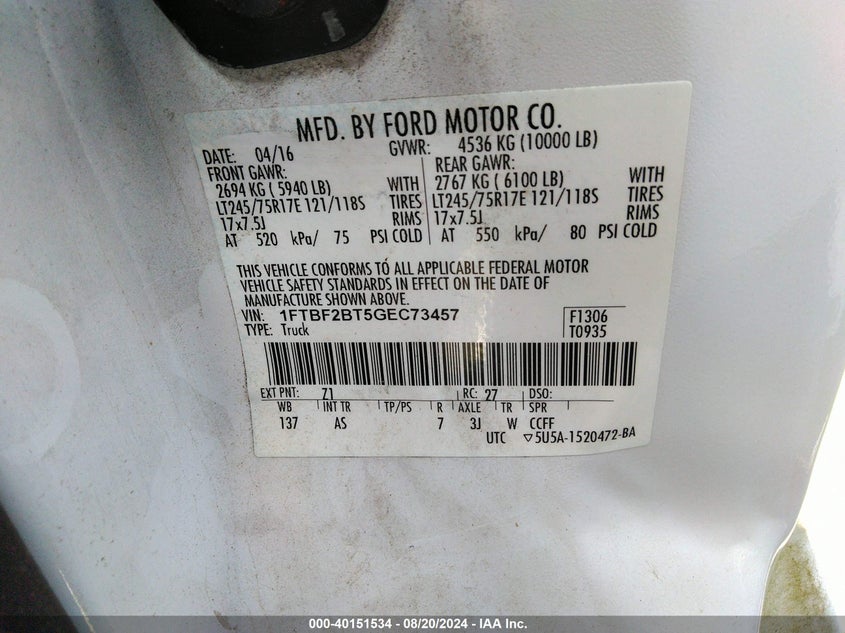 MFD. BY FORD MOTOR CO.
DATE: 04/16 GVWR: 4536 KG (10000 LB)
FRONT GAWR: REAR GAWR:
2694 KG ( 5940 LB) WITH 2767 KG ( 6100 LB) WITH
LT245/75R17E 121/118S TIRES LT245/75R17E 121/118S TIRES
17x7.5J RIMS 17x7.5J RIMS
AT 520 kPa/ 75 PSI COLD AT 550 kPa/ 80 PSI COLD
THIS VEHICLE CONFORMS TO ALL APPLICABLE FEDERAL MOTOR
VEHICLE SAFETY STANDARDS IN EFFECT ON THE DATE OF
MANUFACTURE SHOWN ABOVE.
VIN: 1FTBF2BT5GEC73457 F1306
TYPE: Truck T0935
EXT PNT: Z1 RC: 27 DSO:
WB INT TR TP/PS R AXLE TR SPR
137 AS 7 3J W CCFF
UTC ▽5U5A-1520472-BA
000-40151534 - 08/20/2024 - IAA Inc.